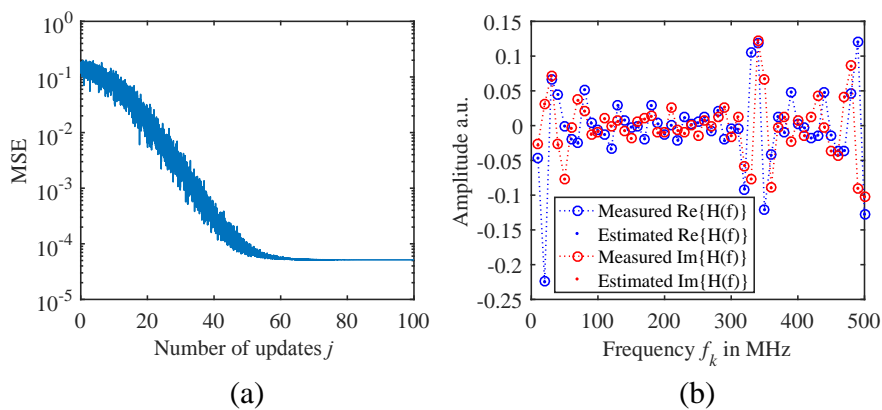 10^0
10^-1
10^-2
10^-3
10^-4
10^-5
MSE
0 20 40 60 80 100
Number of updates j
(a)
0.15
0.1
0.05
0
-0.05
-0.1
-0.15
-0.2
-0.25
Amplitude a.u.
Measured Re{H(f)}
Estimated Re{H(f)}
Measured Im{H(f)}
Estimated Im{H(f)}
0 100 200 300 400 500
Frequency f_k in MHz
(b)